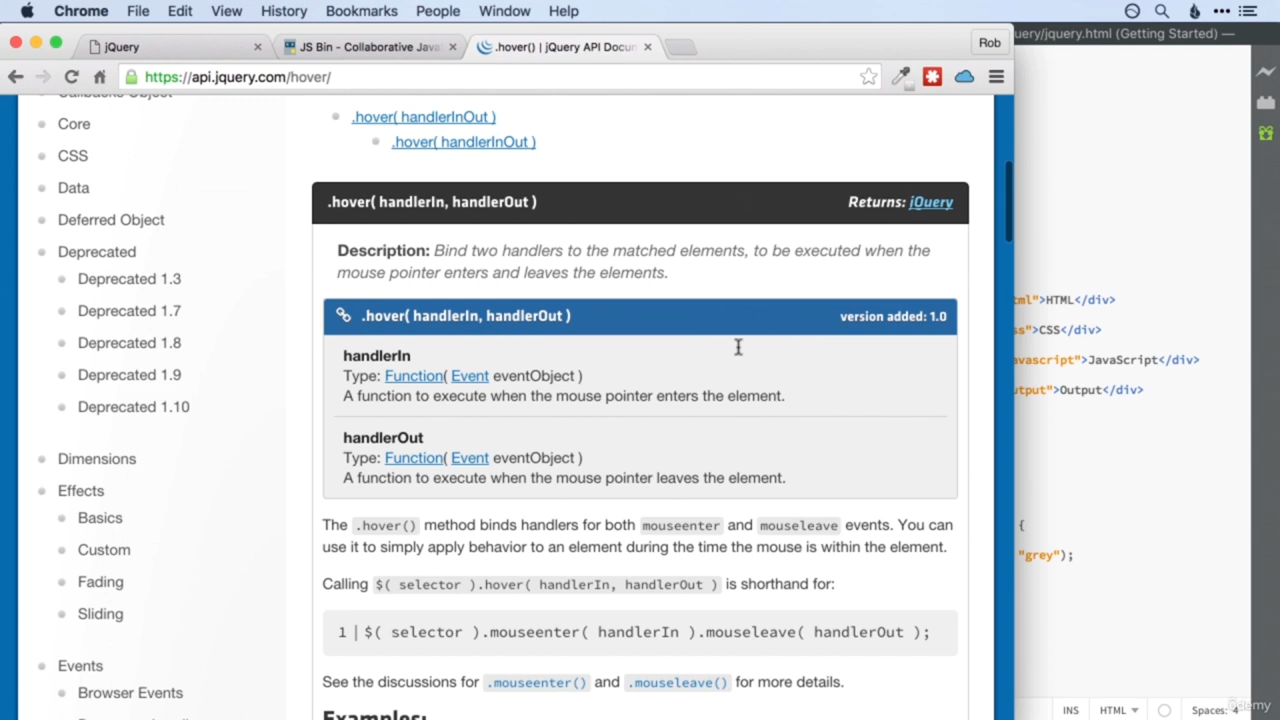 Chrome File Edit View History Bookmarks People Window Help
jQuery
JS Bin - Collaborative Java
.hover() | jQuery API Docum
Rob
uery/jquery.html (Getting Started) —
https://api.jquery.com/hover/
Callbacks Object
Core
CSS
Data
Deferred Object
Deprecated
Deprecated 1.3
Deprecated 1.7
Deprecated 1.8
Deprecated 1.9
Deprecated 1.10
Dimensions
Effects
Basics
Custom
Fading
Sliding
Events
Browser Events
.hover( handlerInOut )
.hover( handlerInOut )
.hover( handlerIn, handlerOut ) Returns: jQuery
Description: Bind two handlers to the matched elements, to be executed when the
mouse pointer enters and leaves the elements.
.hover( handlerIn, handlerOut ) version added: 1.0
handlerIn
Type: Function( Event eventObject )
A function to execute when the mouse pointer enters the element.
handlerOut
Type: Function( Event eventObject )
A function to execute when the mouse pointer leaves the element.
The .hover() method binds handlers for both mouseenter and mouseleave events. You can
use it to simply apply behavior to an element during the time the mouse is within the element.
Calling $( selector ).hover( handlerIn, handlerOut ) is shorthand for:
1 $( selector ).mouseenter( handlerIn ).mouseleave( handlerOut );
See the discussions for .mouseenter() and .mouseleave() for more details.
Examples:
tml">HTML</div>
s">CSS</div>
avascript">JavaScript</div>
utput">Output</div>
{
"grey");
INS HTML Spaces: 4
ûdemy